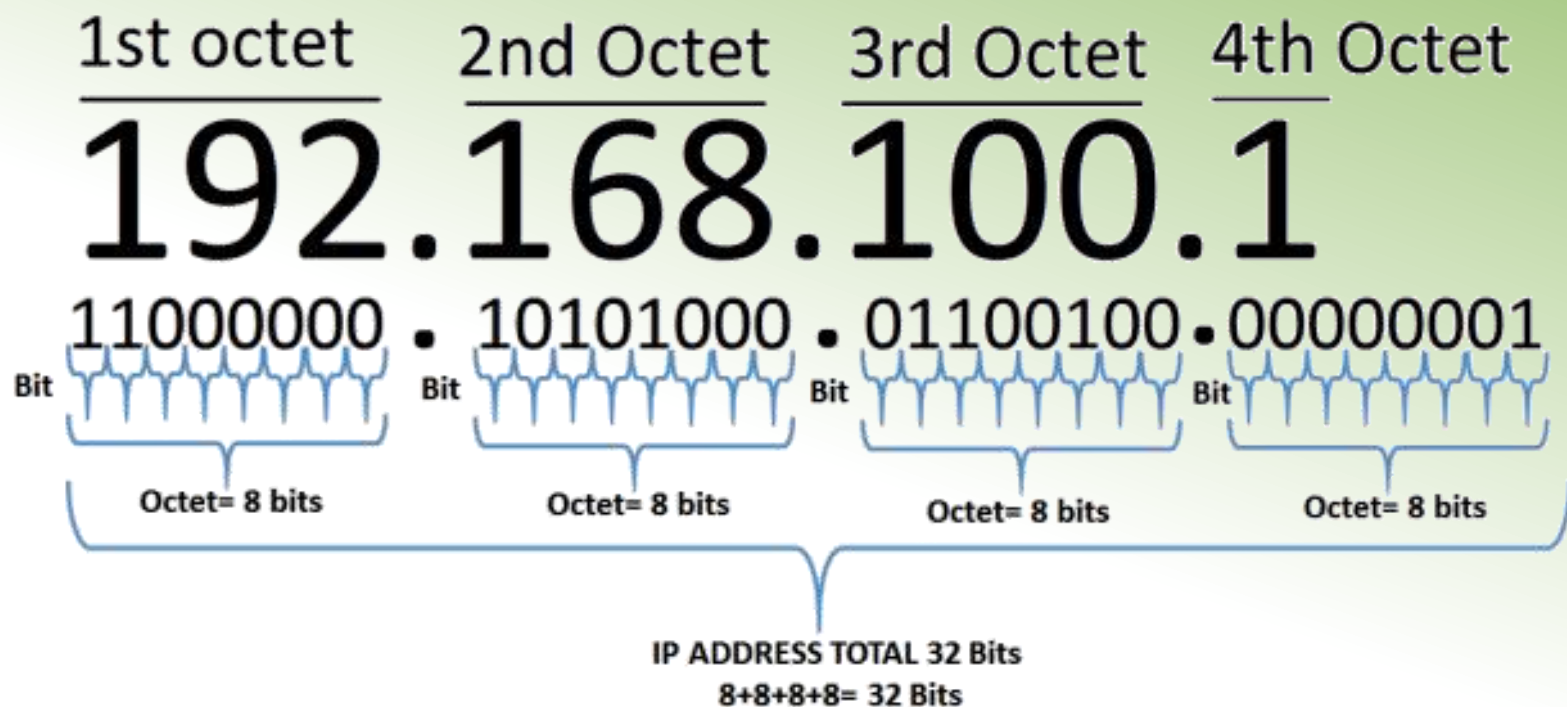 1st octet 2nd Octet 3rd Octet 4th Octet
192.168.100.1
11000000 . 10101000 . 01100100 . 00000001
Bit Bit Bit Bit
Octet= 8 bits Octet= 8 bits Octet= 8 bits Octet= 8 bits
IP ADDRESS TOTAL 32 Bits
8+8+8+8= 32 Bits